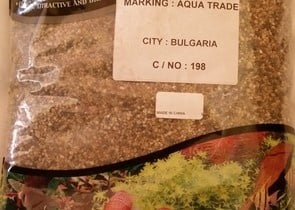 MARKING : AQUA TRADE
CITY : BULGARIA
C / NO : 198
MADE IN CHINA